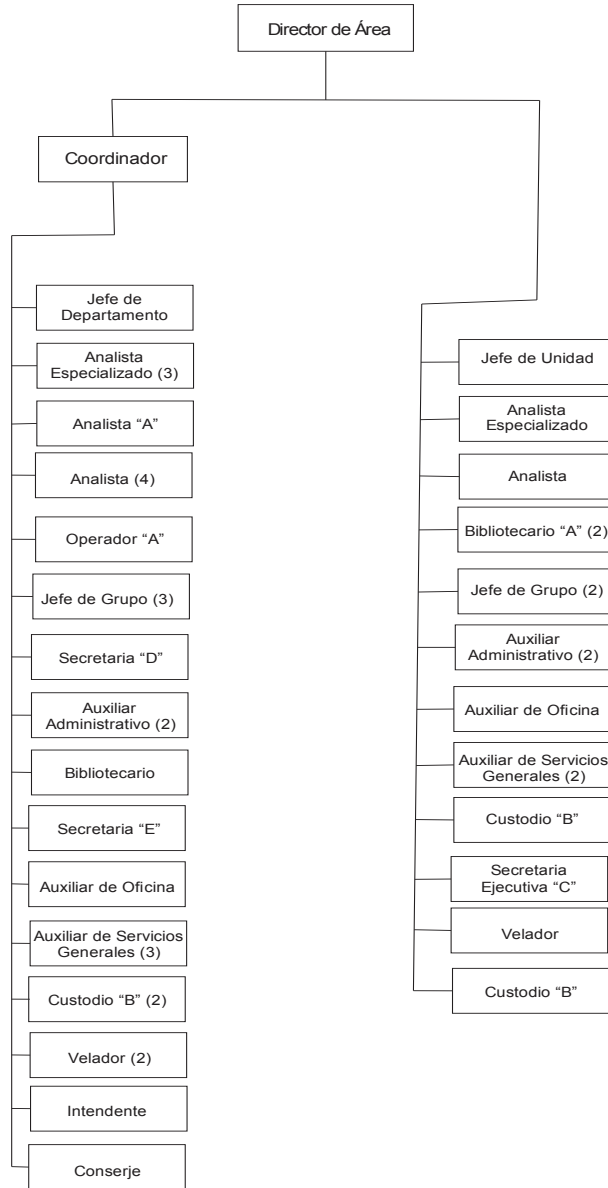 Director de Área
Coordinador
Jefe de
Departamento
Analista
Especializado (3)
Analista “A”
Analista (4)
Operador “A”
Jefe de Grupo (3)
Secretaria “D”
Auxiliar
Administrativo (2)
Bibliotecario
Secretaria “E”
Auxiliar de Oficina
Auxiliar de Servicios
Generales (3)
Custodio “B” (2)
Velador (2)
Intendente
Conserje
Jefe de Unidad
Analista
Especializado
Analista
Bibliotecario “A” (2)
Jefe de Grupo (2)
Auxiliar
Administrativo (2)
Auxiliar de Oficina
Auxiliar de Servicios
Generales (2)
Custodio “B”
Secretaria
Ejecutiva “C”
Velador
Custodio “B”